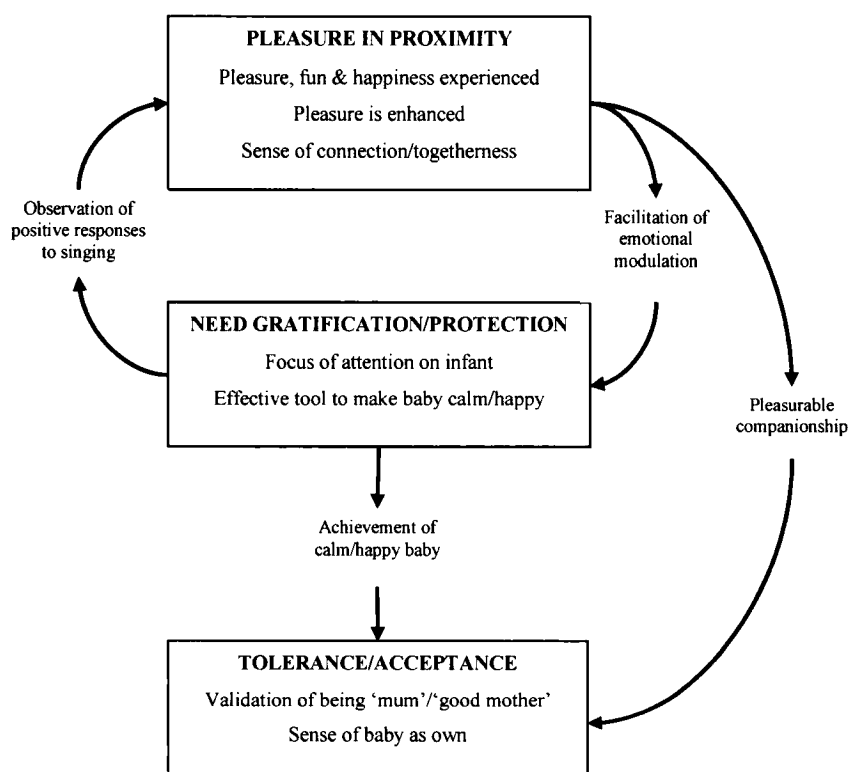 PLEASURE IN PROXIMITY
Pleasure, fun & happiness experienced
Pleasure is enhanced
Sense of connection/togetherness
Observation of
positive responses
to singing
Facilitation of
emotional
modulation
NEED GRATIFICATION/PROTECTION
Focus of attention on infant
Effective tool to make baby calm/happy
Pleasurable
companionship
Achievement of
calm/happy baby
TOLERANCE/ACCEPTANCE
Validation of being ‘mum’/‘good mother’
Sense of baby as own